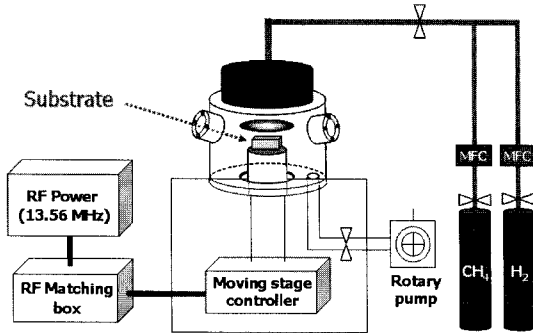 Substrate
MFC
MFC
RF Power
(13.56 MHz)
RF Matching
box
Moving stage
controller
Rotary
pump
CH₄
H₂